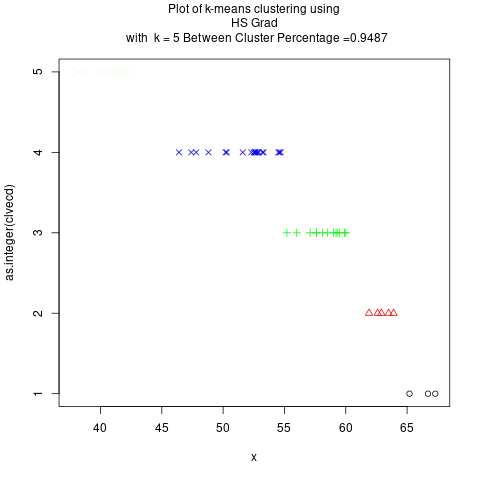 Plot of k-means clustering using
HS Grad
with  k = 5 Between Cluster Percentage =0.9487
as.integer(clvecd)
5
4
3
2
1
40 45 50 55 60 65
x